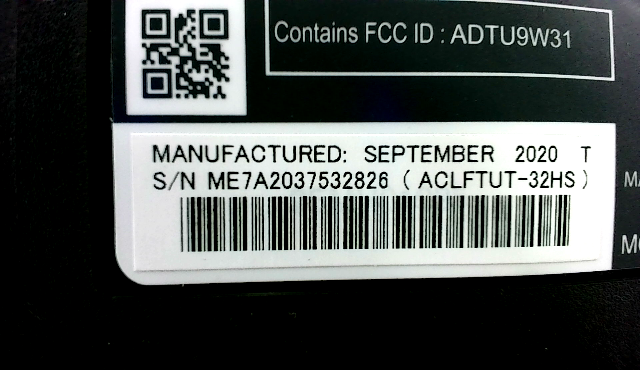 Contains FCC ID : ADTU9W31
MANUFACTURED: SEPTEMBER 2020 T
S/N ME7A2037532826 ( ACLFTUT-32HS )